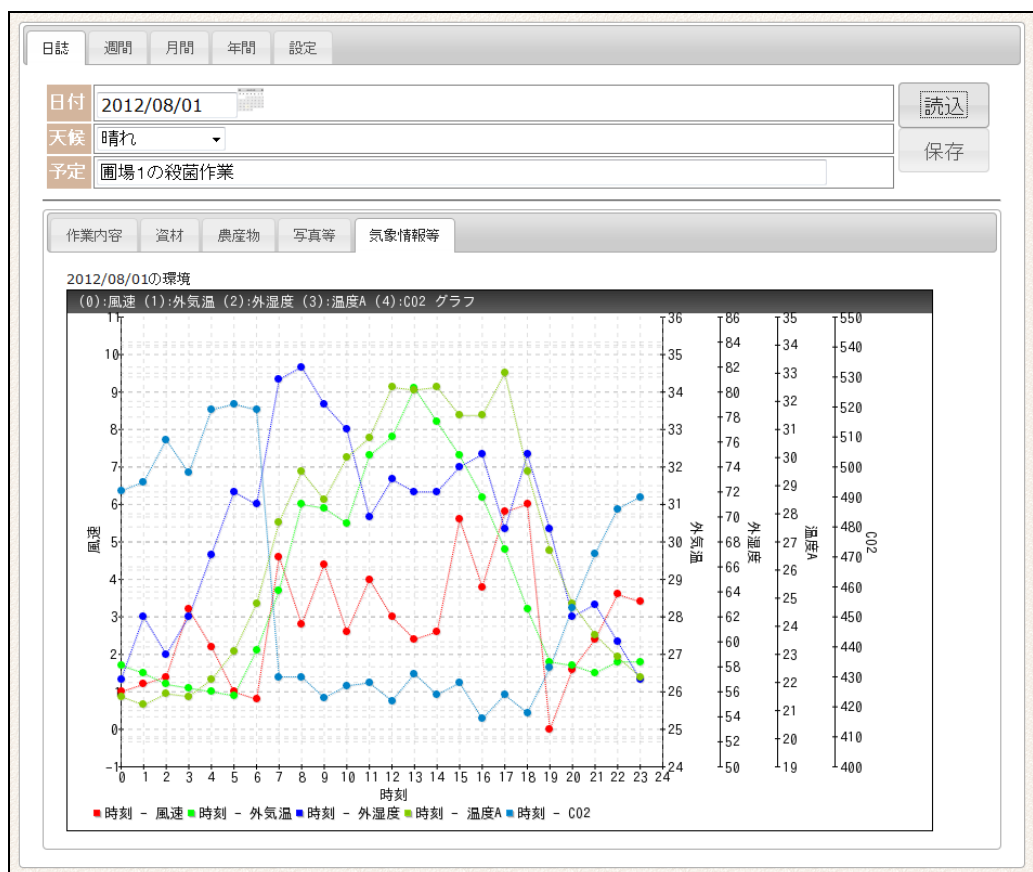 日誌 週間 月間 年間 設定
日付 2012/08/01 読込
天候 晴れ
保存
予定 圃場1の殺菌作業
作業内容 資材 農産物 写真等 気象情報等
2012/08/01の環境
(0):風速 (1):外気温 (2):外湿度 (3):温度A (4):CO2 グラフ
11 36 86 35 550
84 34 540
10 35 82 33 530
9 34 80 32 520
78
8 33 76 31 510
7 32 74 30 500
72 29 490
6 31 70 28 480
風速 外気温 外湿度 温度A CO2
5 30 68 27 470
66 26 460
4 29 64 25 450
3 28 62 24 440
60
2 27 58 23 430
1 26 56 22 420
54 21
0 25 52 20 410
-1 24 50 19 400
0 1 2 3 4 5 6 7 8 9 10 11 12 13 14 15 16 17 18 19 20 21 22 23 24
時刻
時刻 - 風速 時刻 - 外気温 時刻 - 外湿度 時刻 - 温度A 時刻 - CO2